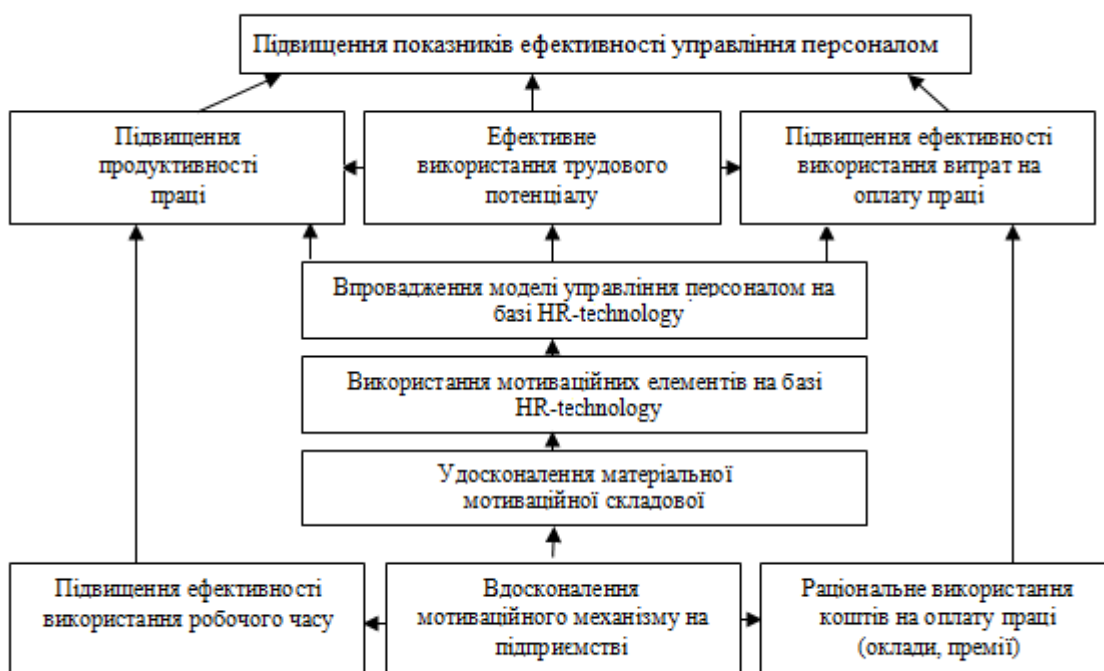 Підвищення показників ефективності управління персоналом
Підвищення
продуктивності
праці
Ефективне
використання трудового
потенціалу
Підвищення ефективності
використання витрат на
оплату праці
Впровадження моделі управління персоналом на
базі HR-technology
Використання мотиваційних елементів на базі
HR-technology
Удосконалення матеріальної
мотиваційної складової
Підвищення ефективності
використання робочого часу
Вдосконалення
мотиваційного механізму на
підприємстві
Раціональне використання
коштів на оплату праці
(оклади, премії)